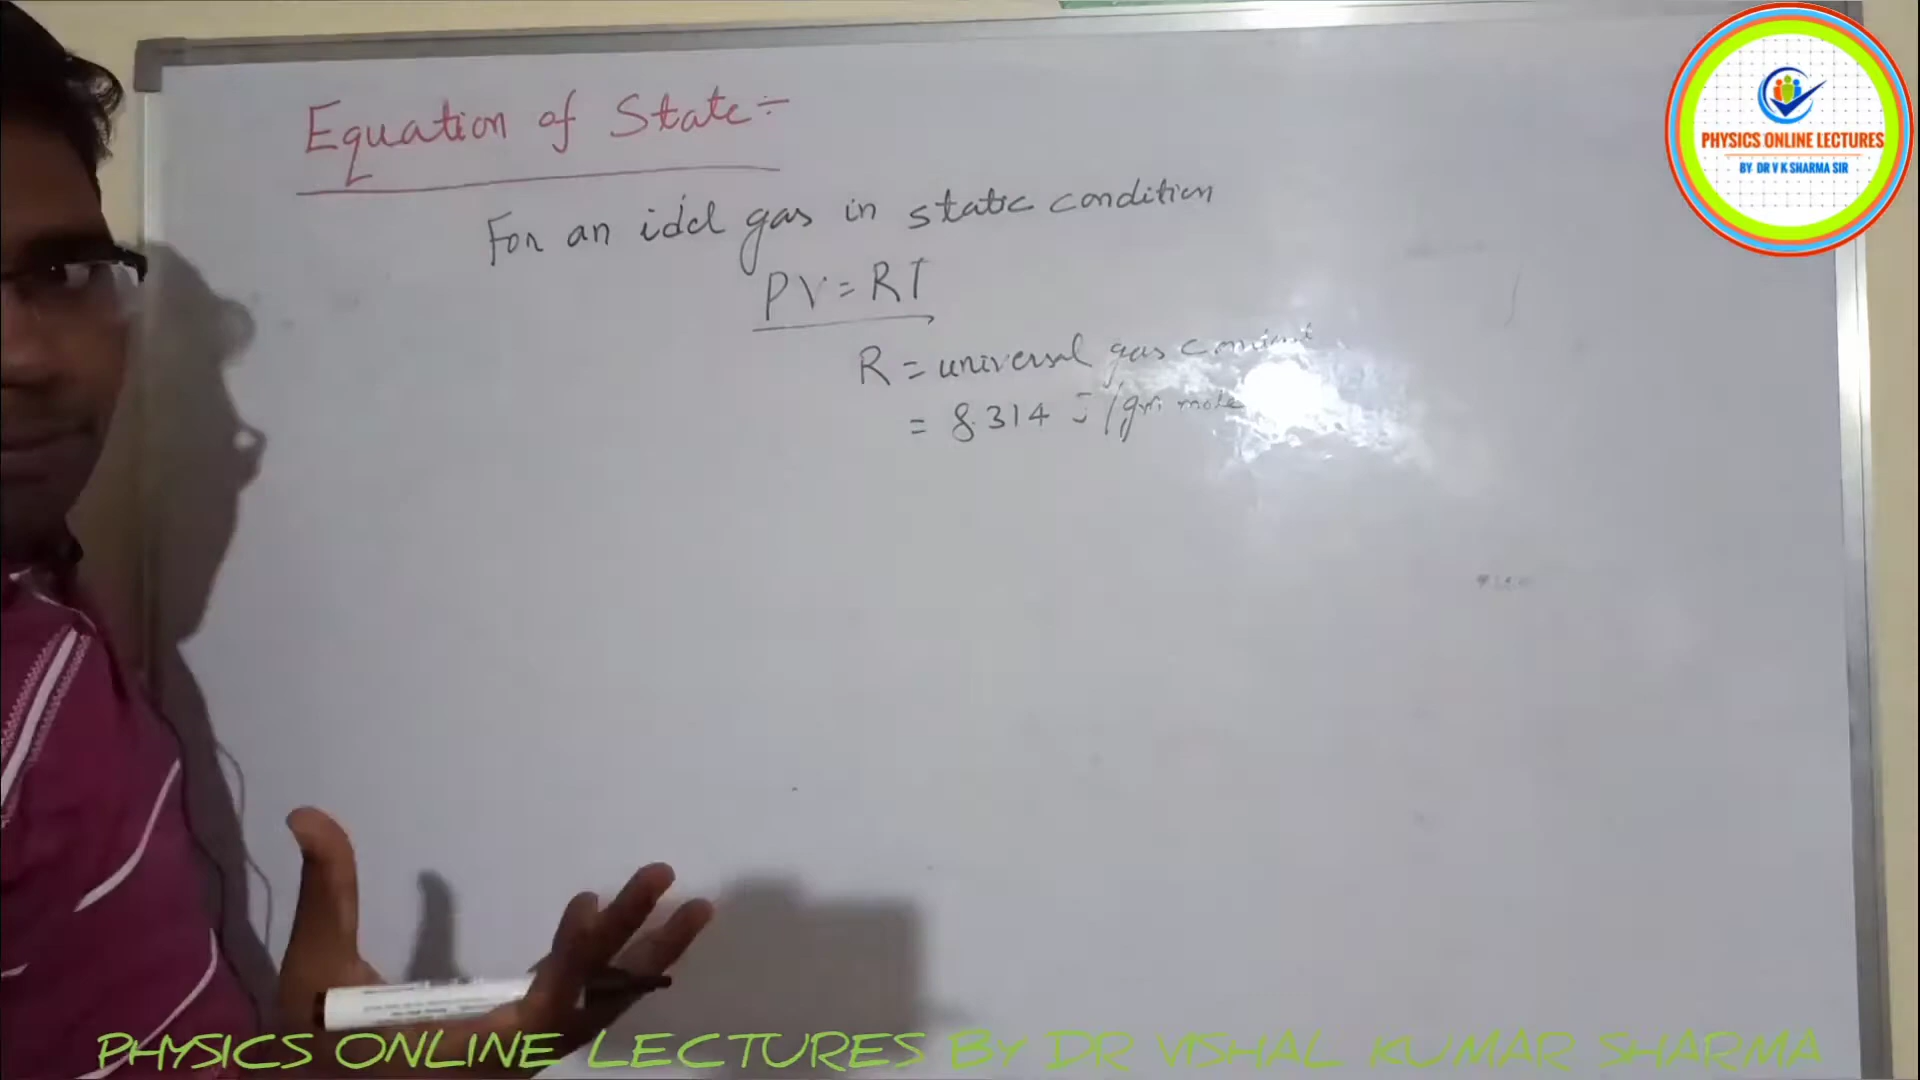 Equation of State :-
For an idel gas in static condition
PV = RT
R = universal gas constant
= 8.314 J/gm mole
PHYSICS ONLINE LECTURES
BY DR V K SHARMA SIR
PHYSICS ONLINE LECTURES BY DR VISHAL KUMAR SHARMA